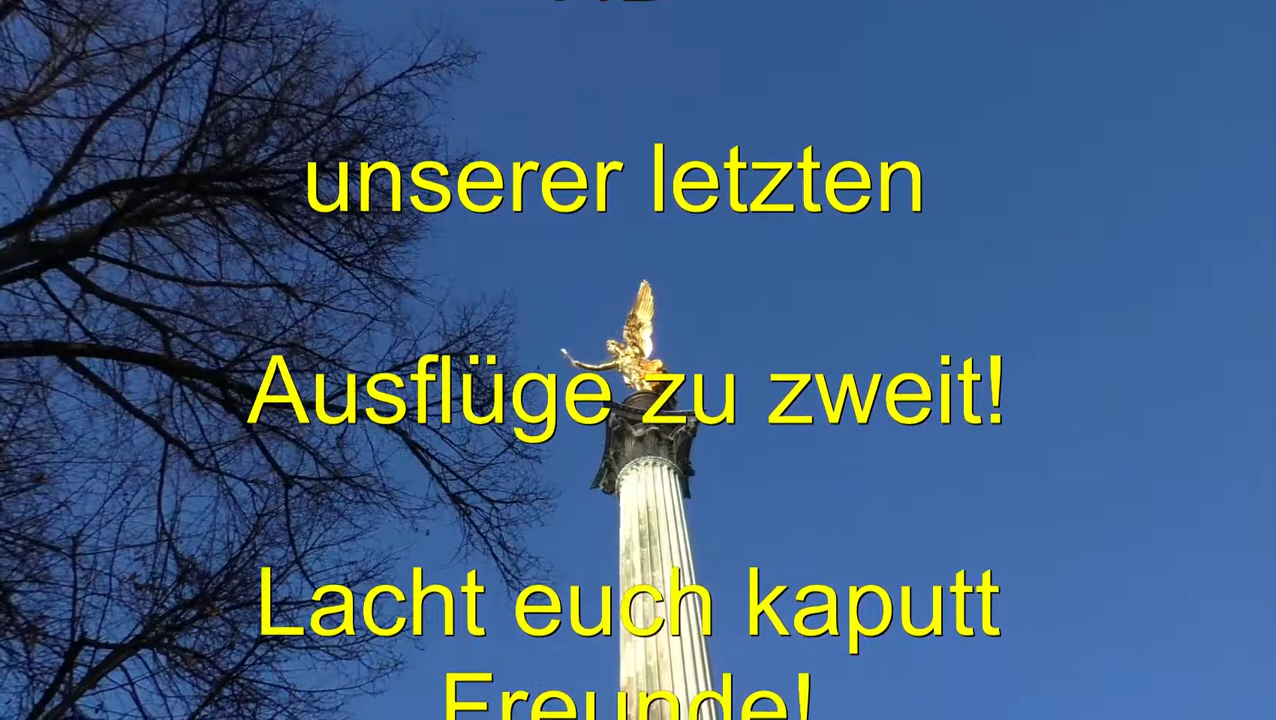 unserer letzten
Ausflüge zu zweit!
Lacht euch kaputt
Freunde!